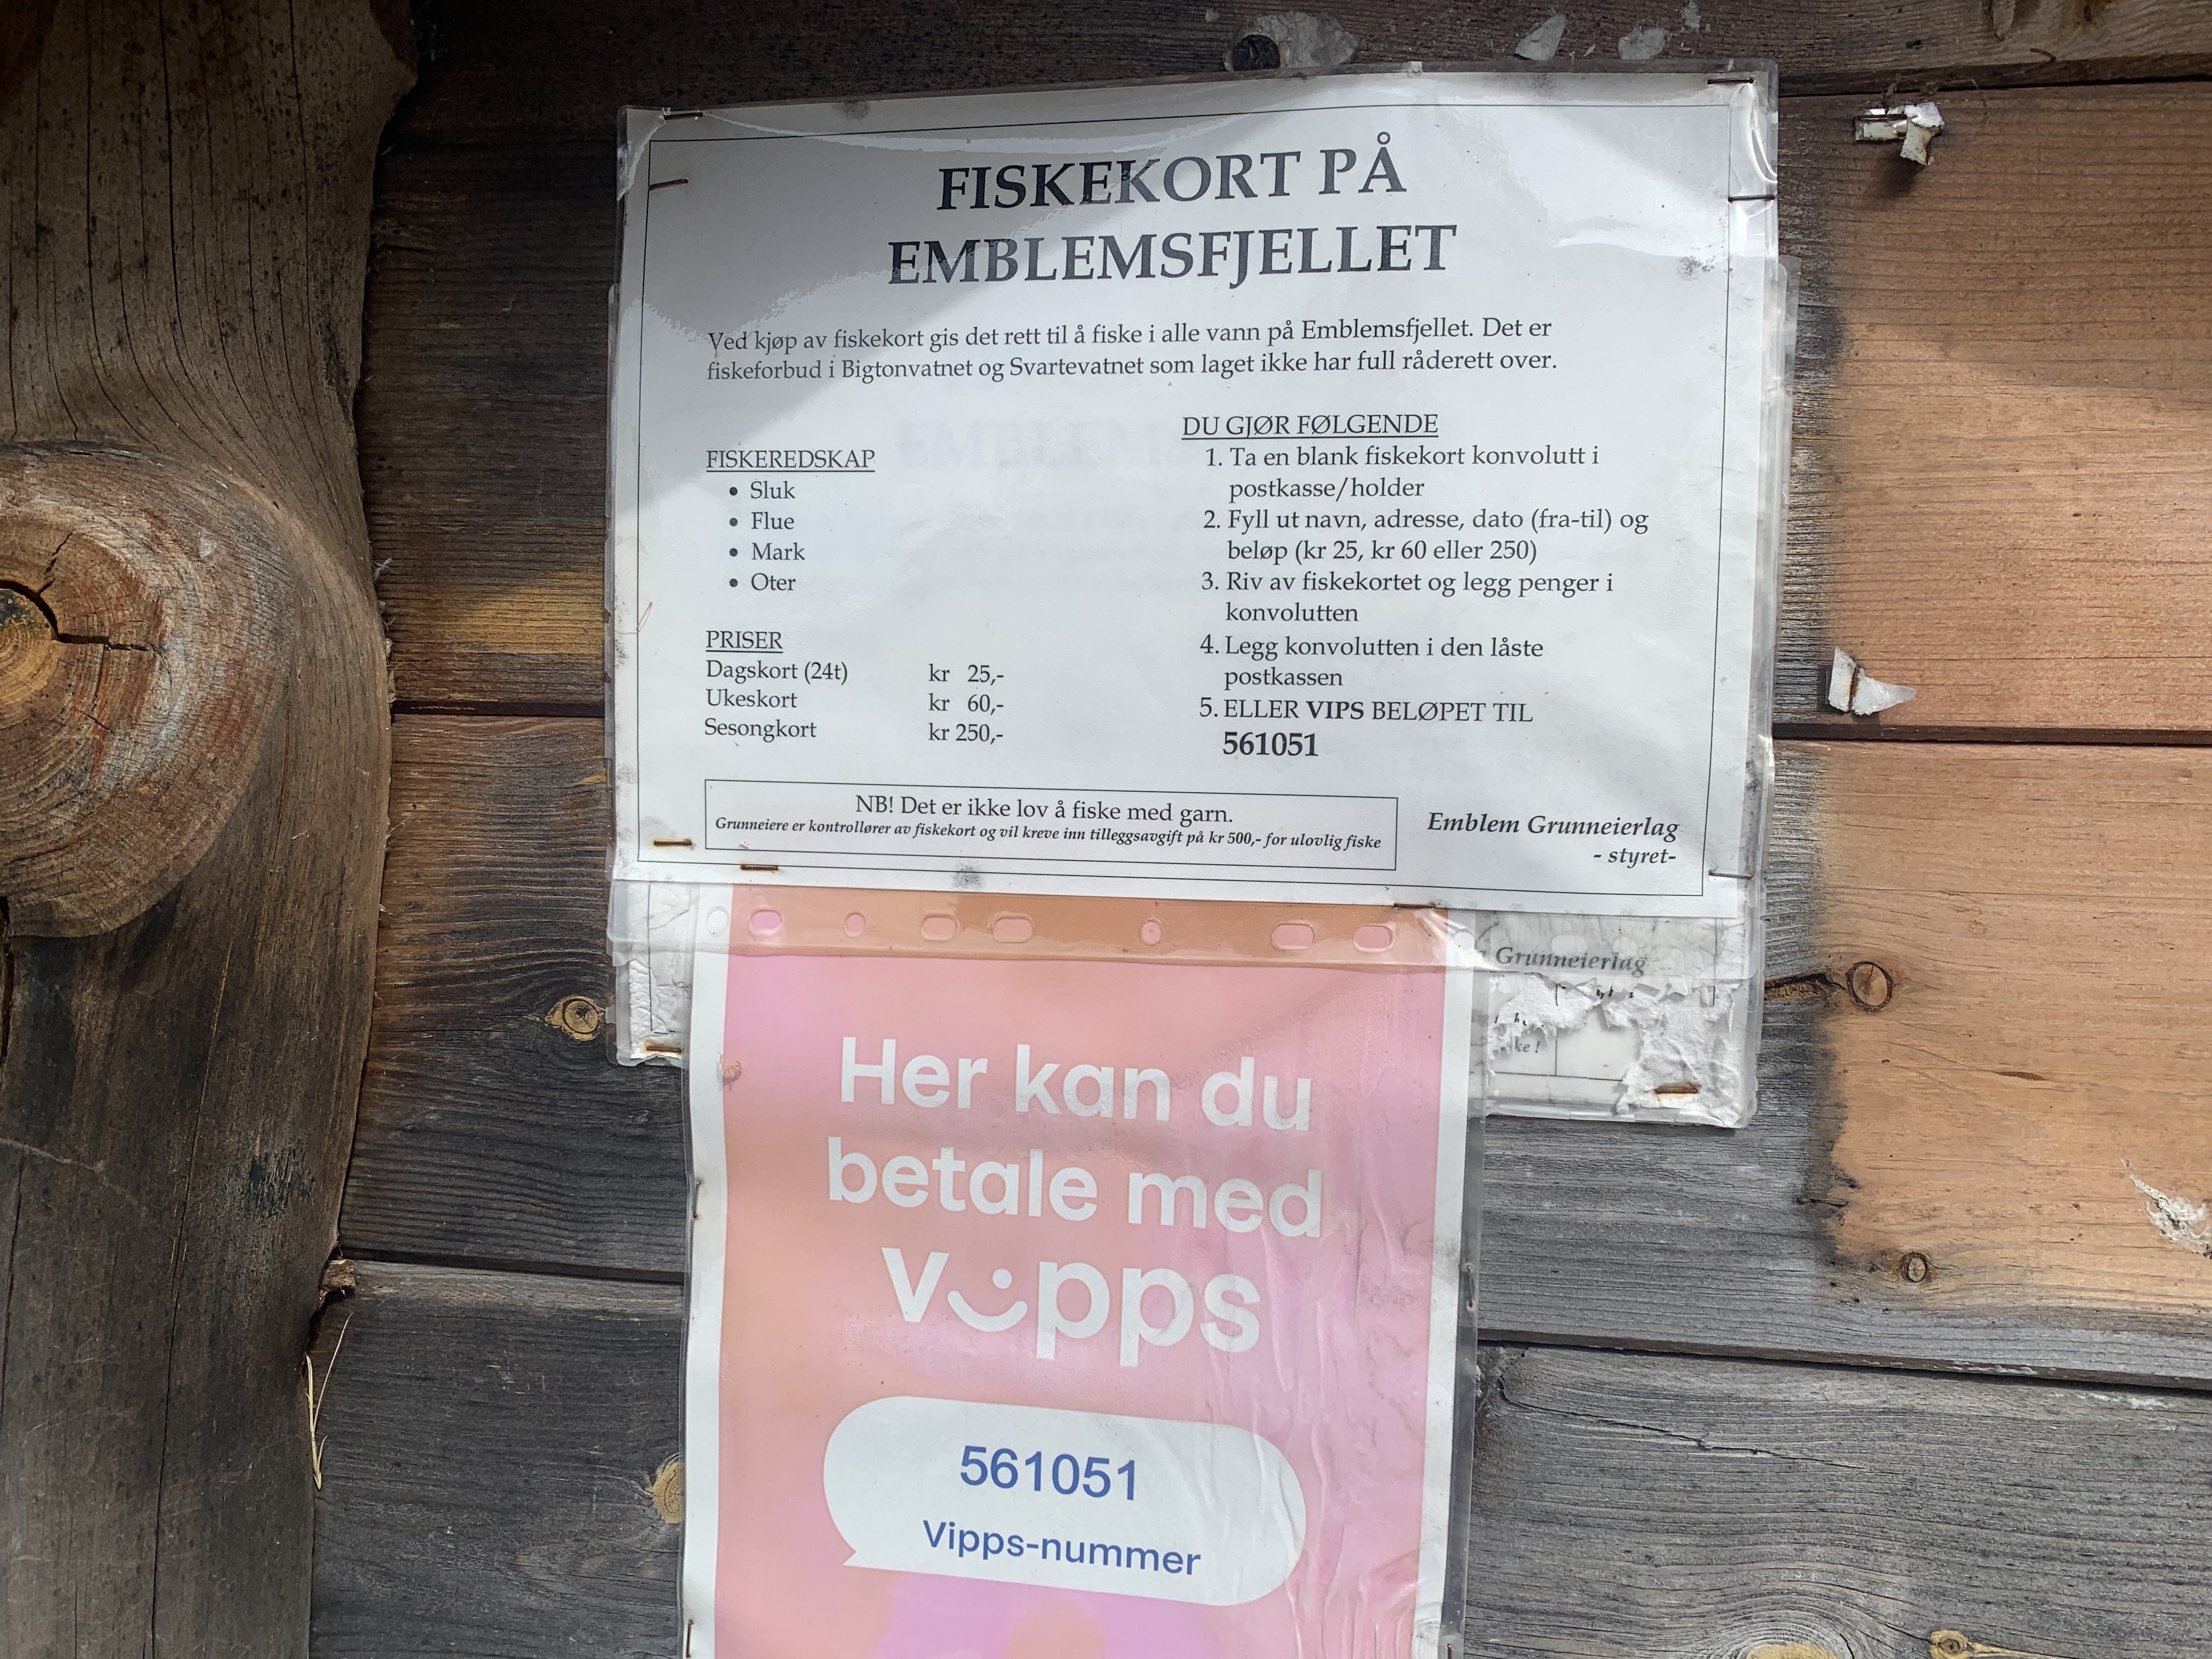 FISKEKORT PÅ
EMBLEMSFJELLET
Ved kjøp av fiskekort gis det rett til å fiske i alle vann på Emblemsfjellet. Det er
fiskeforbud i Bigtonvatnet og Svartevatnet som laget ikke har full råderett over.
FISKEREDSKAP
• Sluk
• Flue
• Mark
• Oter
PRISER
Dagskort (24t) kr 25,-
Ukeskort kr 60,-
Sesongkort kr 250,-
DU GJØR FØLGENDE
1. Ta en blank fiskekort konvolutt i
postkasse/holder
2. Fyll ut navn, adresse, dato (fra-til) og
beløp (kr 25, kr 60 eller 250)
3. Riv av fiskekortet og legg penger i
konvolutten
4. Legg konvolutten i den låste
postkassen
5. ELLER VIPS BELØPET TIL
561051
NB! Det er ikke lov å fiske med garn.
Grunneiere er kontrollører av fiskekort og vil kreve inn tilleggsavgift på kr 500,- for ulovlig fiske
Emblem Grunneierlag
- styret-
Grunneierlag
Her kan du
betale med
vipps
561051
Vipps-nummer